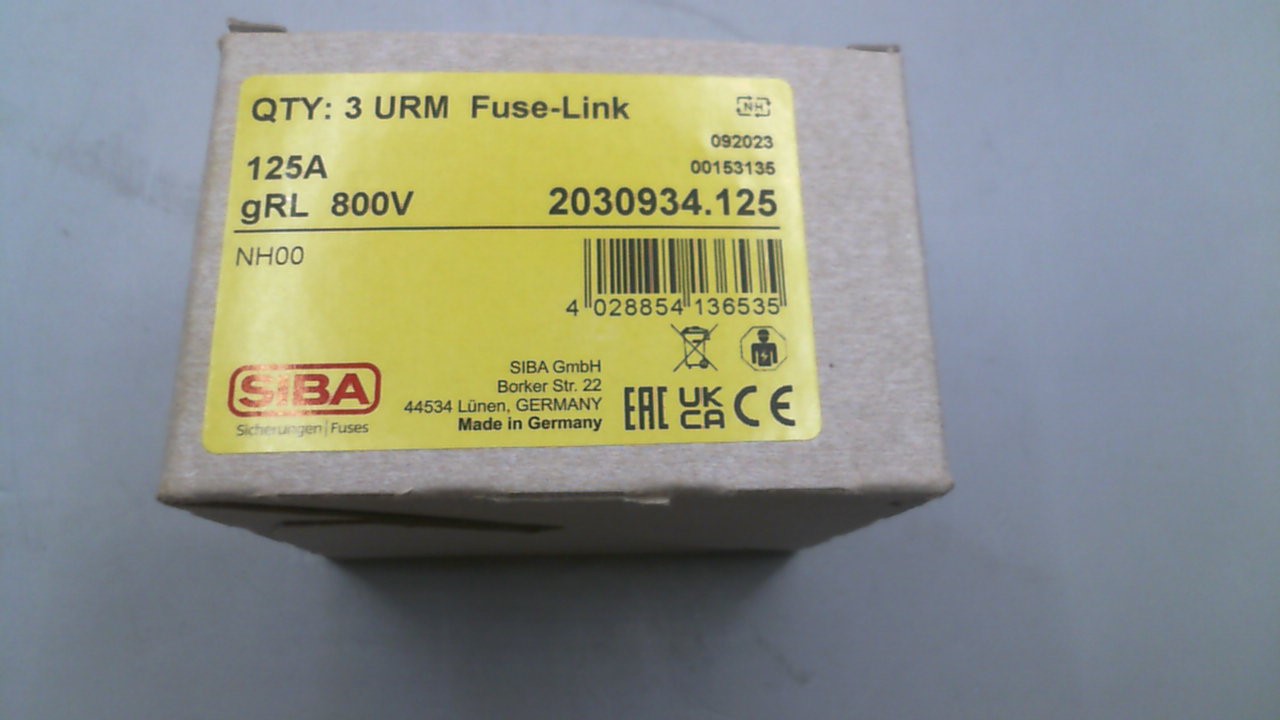 QTY: 3 URM Fuse-Link
NH
092023
125A
00153135
gRL 800V
2030934.125
NH00
4 028854 136535
SIBA
Sicherungen|Fuses
SIBA GmbH
Borker Str. 22
44534 Lünen, GERMANY
Made in Germany
EAC UK CA CE